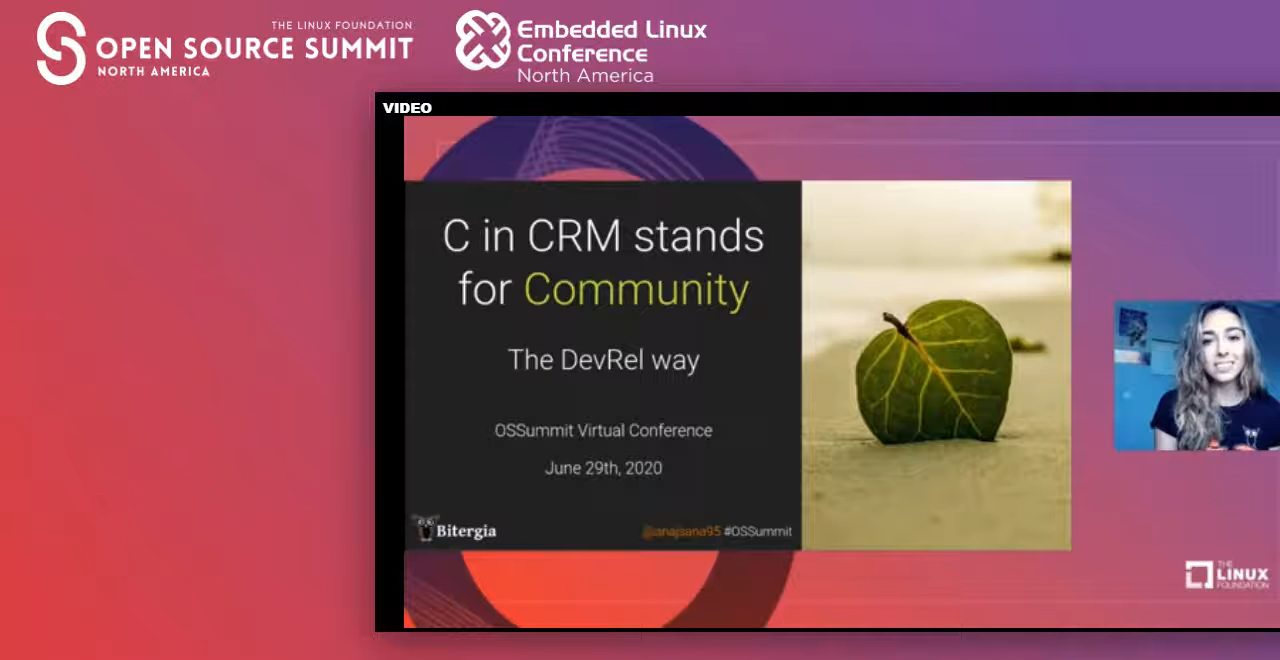 THE LINUX FOUNDATION
OPEN SOURCE SUMMIT
NORTH AMERICA
Embedded Linux
Conference
North America
VIDEO
C in CRM stands
for Community
The DevRel way
OSSummit Virtual Conference
June 29th, 2020
Bitergia
@anajsana95 #OSSummit
THE
LINUX
FOUNDATION